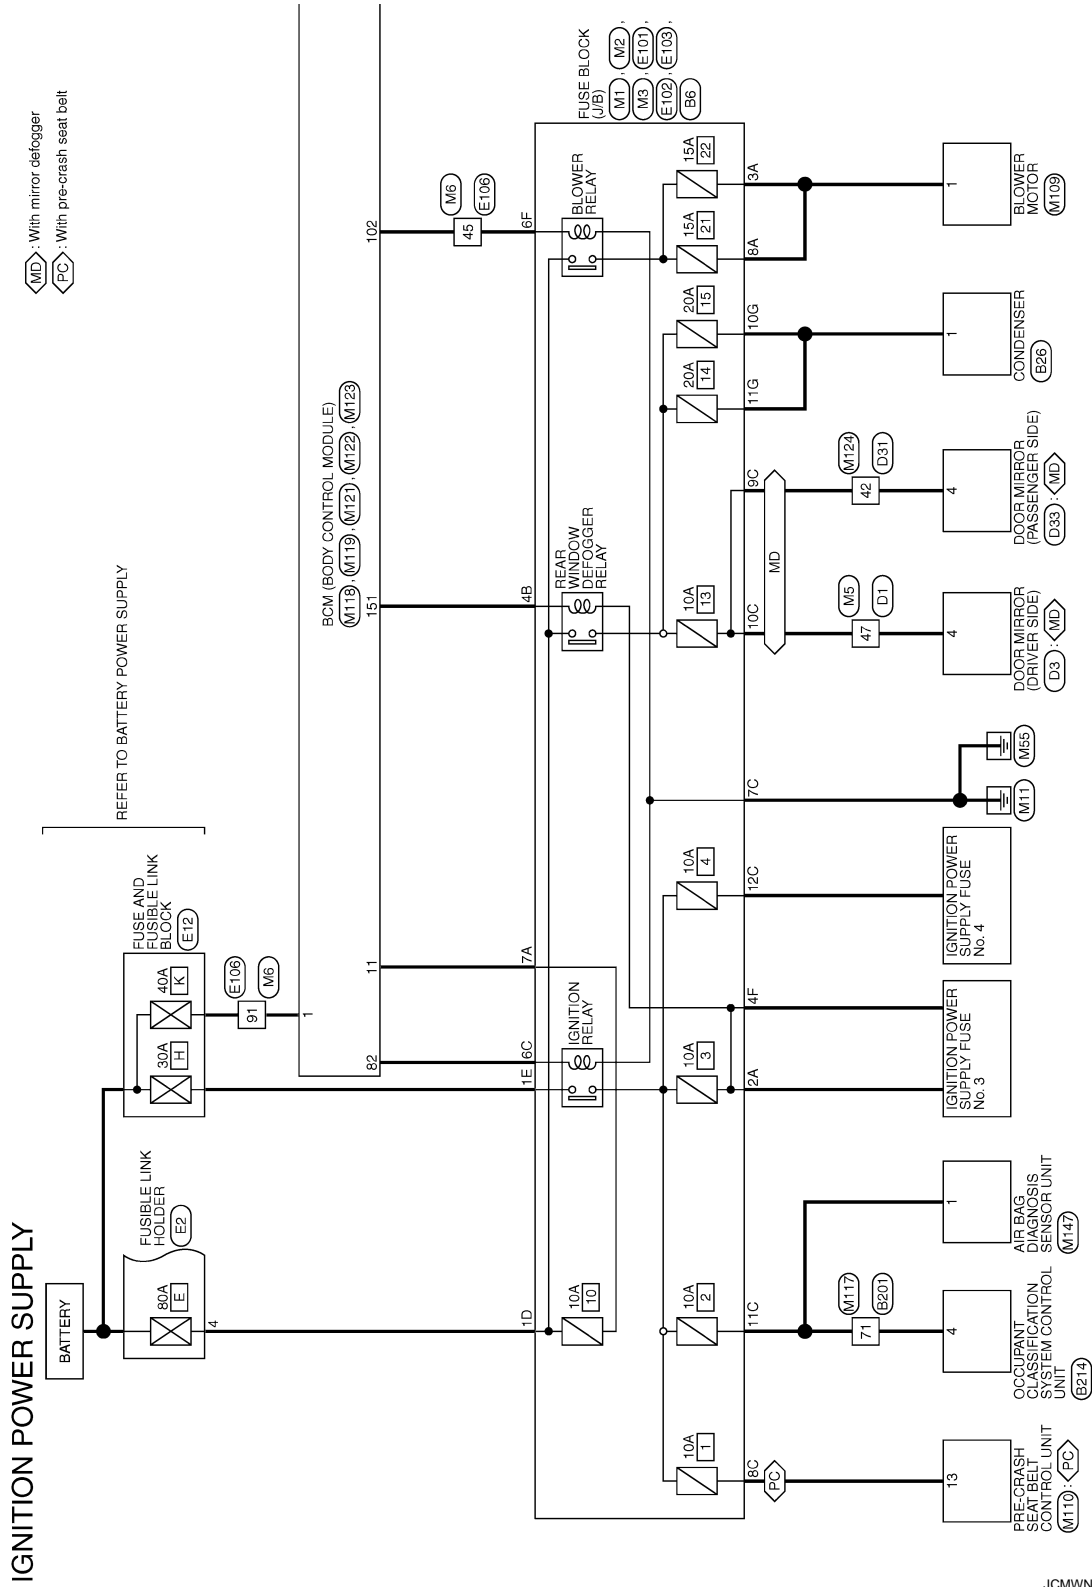 IGNITION POWER SUPPLY
MD : With mirror defogger
PC : With pre-crash seat belt
REFER TO BATTERY POWER SUPPLY
BATTERY
FUSIBLE LINK
HOLDER
E2
80A
E
4
FUSE AND
FUSIBLE LINK
BLOCK
E12
30A
H
40A
K
91
E106
M6
1
BCM (BODY CONTROL MODULE)
M118 , M119 , M121 , M122 , M123
82
11
151
102
45
M6
E106
FUSE BLOCK
(J/B)
M1 , M2 ,
M3 , E101 ,
E102 , E103 ,
B6
1D
1E
6C
7A
4B
6F
10A
10
IGNITION
RELAY
REAR
WINDOW
DEFOGGER
RELAY
BLOWER
RELAY
10A
1
10A
2
10A
3
10A
4
10A
13
20A
14
20A
15
15A
21
15A
22
8C
11C
2A
4F
12C
7C
10C
9C
11G
10G
8A
3A
PC
MD
71
M117
B201
47
M5
D1
42
M124
D31
13
PRE-CRASH
SEAT BELT
CONTROL UNIT
M110 : PC
4
OCCUPANT
CLASSIFICATION
SYSTEM CONTROL
UNIT
B214
1
AIR BAG
DIAGNOSIS
SENSOR UNIT
M147
IGNITION POWER
SUPPLY FUSE
No. 3
IGNITION POWER
SUPPLY FUSE
No. 4
M11
M55
4
DOOR MIRROR
(DRIVER SIDE)
D3 : MD
4
DOOR MIRROR
(PASSENGER SIDE)
D33 : MD
1
CONDENSER
B26
1
BLOWER
MOTOR
M109
JCMWN